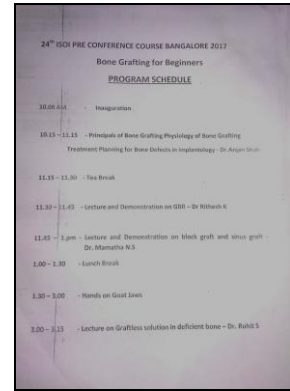 24th ISOI PRE CONFERENCE COURSE BANGALORE 2017
Bone Grafting for Beginners
PROGRAM SCHEDULE
10.00 AM - Inauguration
10.15 – 11.15 - Principals of Bone Grafting Physiology of Bone Grafting
Treatment Planning for Bone Defects in Implantology - Dr Anjan Shah
11.15 – 11.30 - Tea Break
11.30 – 11.45 - Lecture and Demonstration on GBR – Dr Rithesh K
11.45 – 1.pm - Lecture and Demonstration on block graft and sinus graft -
Dr. Mamatha N.S
1.00 – 1.30 - Lunch Break
1.30 – 3.00 - Hands on Goat Jaws
3.00 – 3.15 - Lecture on Graftless solution in deficient bone – Dr. Rohit S